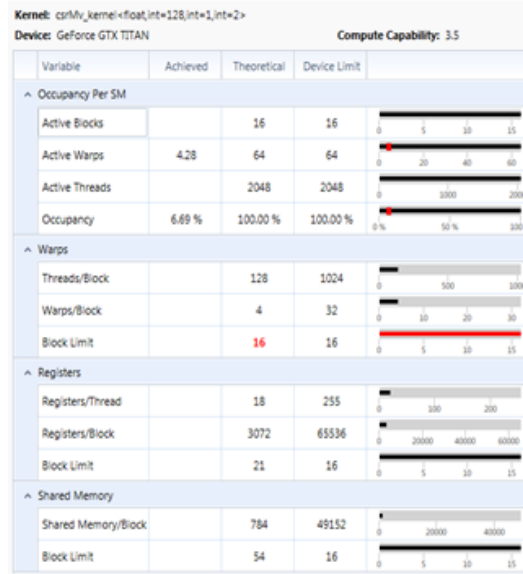 Kernel: csrMv_kernel<float,int=128,int=1,int=2>
Device: GeForce GTX TITAN Compute Capability: 3.5
Variable Achieved Theoretical Device Limit
Occupancy Per SM
Active Blocks 16 16
0 5 10 15
Active Warps 4.28 64 64
0 20 40 60
Active Threads 2048 2048
0 1000 200
Occupancy 6.69 % 100.00 % 100.00 %
0 % 50 % 100
Warps
Threads/Block 128 1024
0 500 100
Warps/Block 4 32
0 10 20 30
Block Limit 16 16
0 5 10 15
Registers
Registers/Thread 18 255
0 100 200
Registers/Block 3072 65536
0 20000 40000 60000
Block Limit 21 16
0 5 10 15
Shared Memory
Shared Memory/Block 784 49152
0 20000 40000
Block Limit 54 16
0 5 10 15